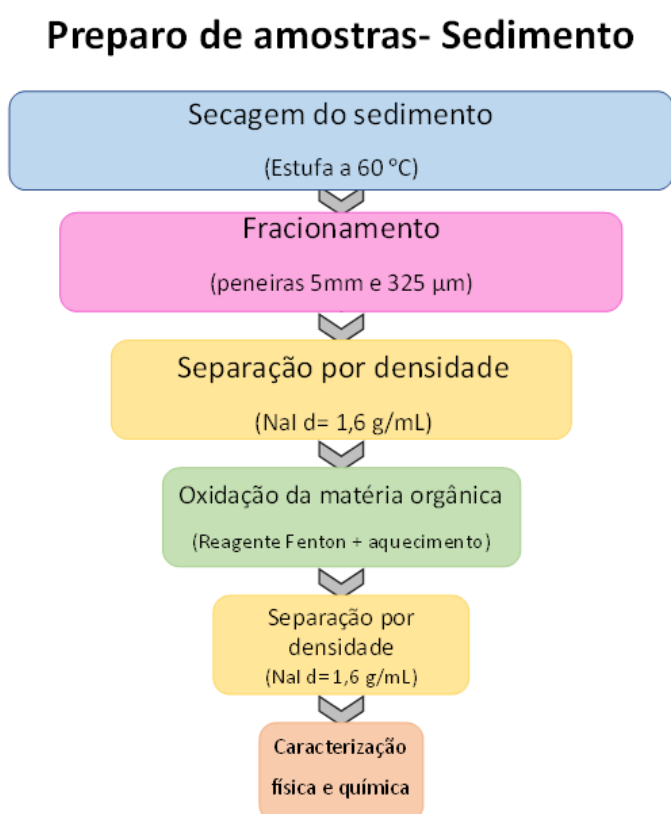 Preparo de amostras- Sedimento
Secagem do sedimento
(Estufa a 60 °C)
Fracionamento
(peneiras 5mm e 325 µm)
Separação por densidade
(NaI d= 1,6 g/mL)
Oxidação da matéria orgânica
(Reagente Fenton + aquecimento)
Separação por
densidade
(NaI d=1,6 g/mL)
Caracterização
física e química